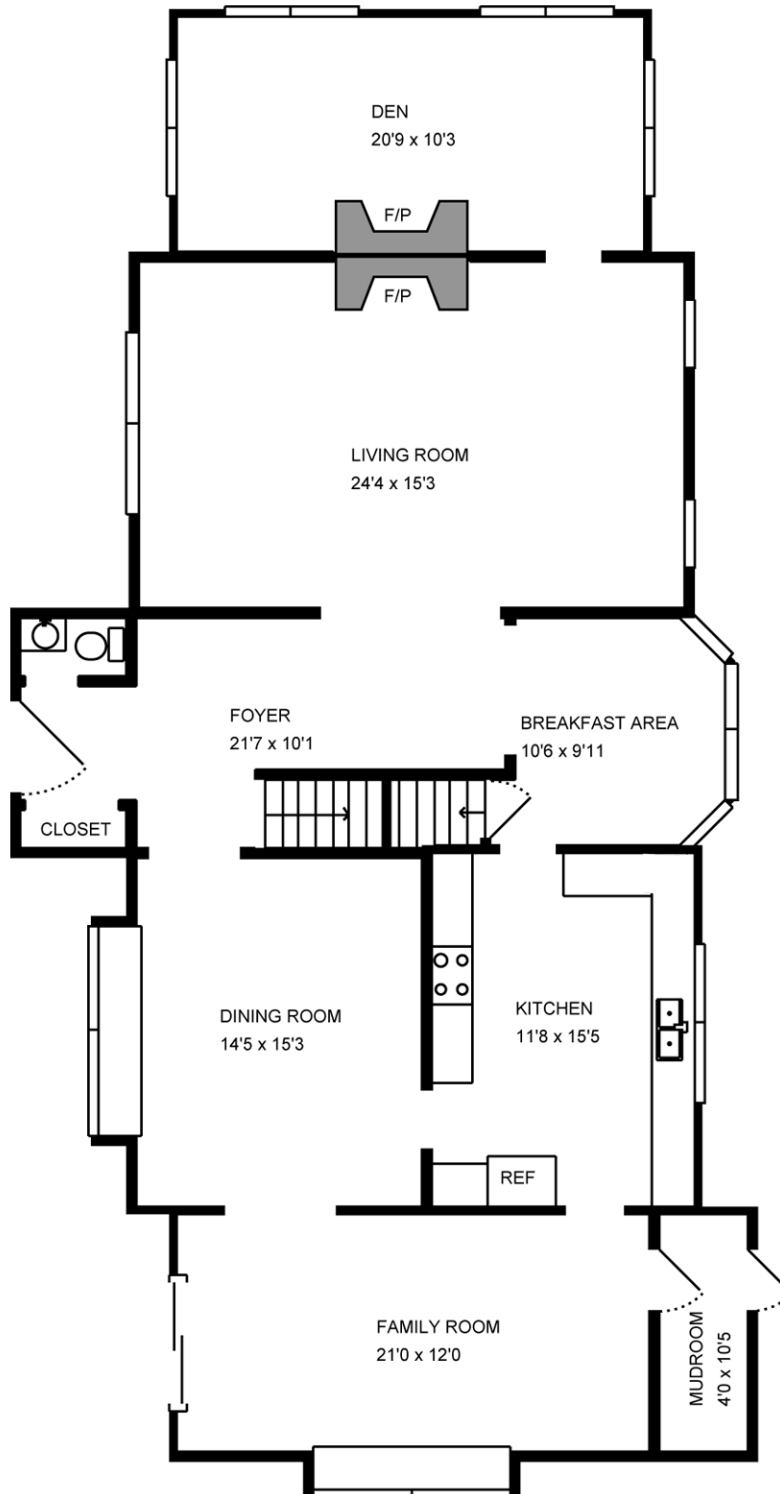 DEN
20'9 x 10'3
F/P
F/P
LIVING ROOM
24'4 x 15'3
FOYER
21'7 x 10'1
BREAKFAST AREA
10'6 x 9'11
CLOSET
DINING ROOM
14'5 x 15'3
KITCHEN
11'8 x 15'5
REF
FAMILY ROOM
21'0 x 12'0
MUDROOM
4'0 x 10'5